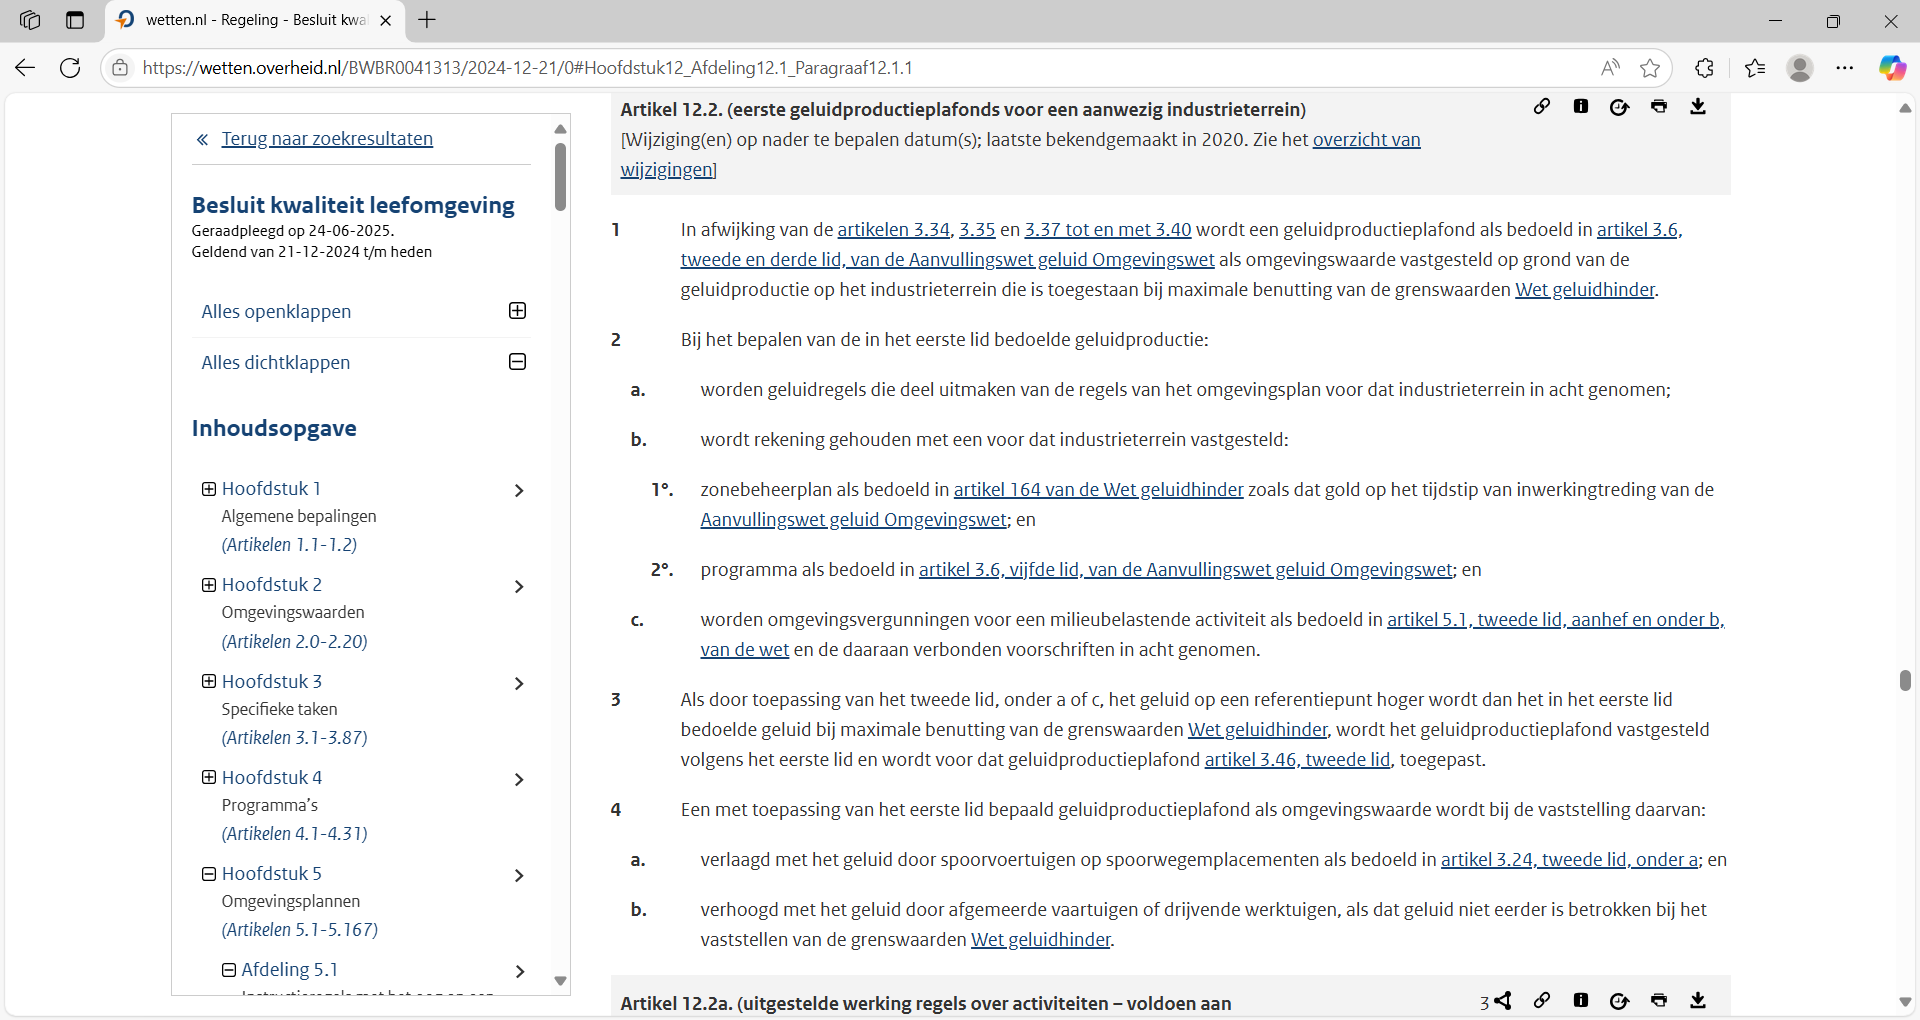 wetten.nl - Regeling - Besluit kwa
https://wetten.overheid.nl/BWBR0041313/2024-12-21/0#Hoofdstuk12_Afdeling12.1_Paragraaf12.1.1
« Terug naar zoekresultaten
Besluit kwaliteit leefomgeving
Geraadpleegd op 24-06-2025.
Geldend van 21-12-2024 t/m heden
Alles openklappen
Alles dichtklappen
Inhoudsopgave
Hoofdstuk 1
Algemene bepalingen
(Artikelen 1.1-1.2)
Hoofdstuk 2
Omgevingswaarden
(Artikelen 2.0-2.20)
Hoofdstuk 3
Specifieke taken
(Artikelen 3.1-3.87)
Hoofdstuk 4
Programma's
(Artikelen 4.1-4.31)
Hoofdstuk 5
Omgevingsplannen
(Artikelen 5.1-5.167)
Afdeling 5.1
Artikel 12.2. (eerste geluidproductieplafonds voor een aanwezig industrieterrein)
[Wijziging(en) op nader te bepalen datum(s); laatste bekendgemaakt in 2020. Zie het overzicht van
wijzigingen]
1 In afwijking van de artikelen 3.34, 3.35 en 3.37 tot en met 3.40 wordt een geluidproductieplafond als bedoeld in artikel 3.6,
tweede en derde lid, van de Aanvullingswet geluid Omgevingswet als omgevingswaarde vastgesteld op grond van de
geluidproductie op het industrieterrein die is toegestaan bij maximale benutting van de grenswaarden Wet geluidhinder.
2 Bij het bepalen van de in het eerste lid bedoelde geluidproductie:
a. worden geluidregels die deel uitmaken van de regels van het omgevingsplan voor dat industrieterrein in acht genomen;
b. wordt rekening gehouden met een voor dat industrieterrein vastgesteld:
1°. zonebeheerplan als bedoeld in artikel 164 van de Wet geluidhinder zoals dat gold op het tijdstip van inwerkingtreding van de
Aanvullingswet geluid Omgevingswet; en
2°. programma als bedoeld in artikel 3.6, vijfde lid, van de Aanvullingswet geluid Omgevingswet; en
c. worden omgevingsvergunningen voor een milieubelastende activiteit als bedoeld in artikel 5.1, tweede lid, aanhef en onder b,
van de wet en de daaraan verbonden voorschriften in acht genomen.
3 Als door toepassing van het tweede lid, onder a of c, het geluid op een referentiepunt hoger wordt dan het in het eerste lid
bedoelde geluid bij maximale benutting van de grenswaarden Wet geluidhinder, wordt het geluidproductieplafond vastgesteld
volgens het eerste lid en wordt voor dat geluidproductieplafond artikel 3.46, tweede lid, toegepast.
4 Een met toepassing van het eerste lid bepaald geluidproductieplafond als omgevingswaarde wordt bij de vaststelling daarvan:
a. verlaagd met het geluid door spoorvoertuigen op spoorwegemplacementen als bedoeld in artikel 3.24, tweede lid, onder a; en
b. verhoogd met het geluid door afgemeerde vaartuigen of drijvende werktuigen, als dat geluid niet eerder is betrokken bij het
vaststellen van de grenswaarden Wet geluidhinder.
Artikel 12.2a. (uitgestelde werking regels over activiteiten – voldoen aan
3